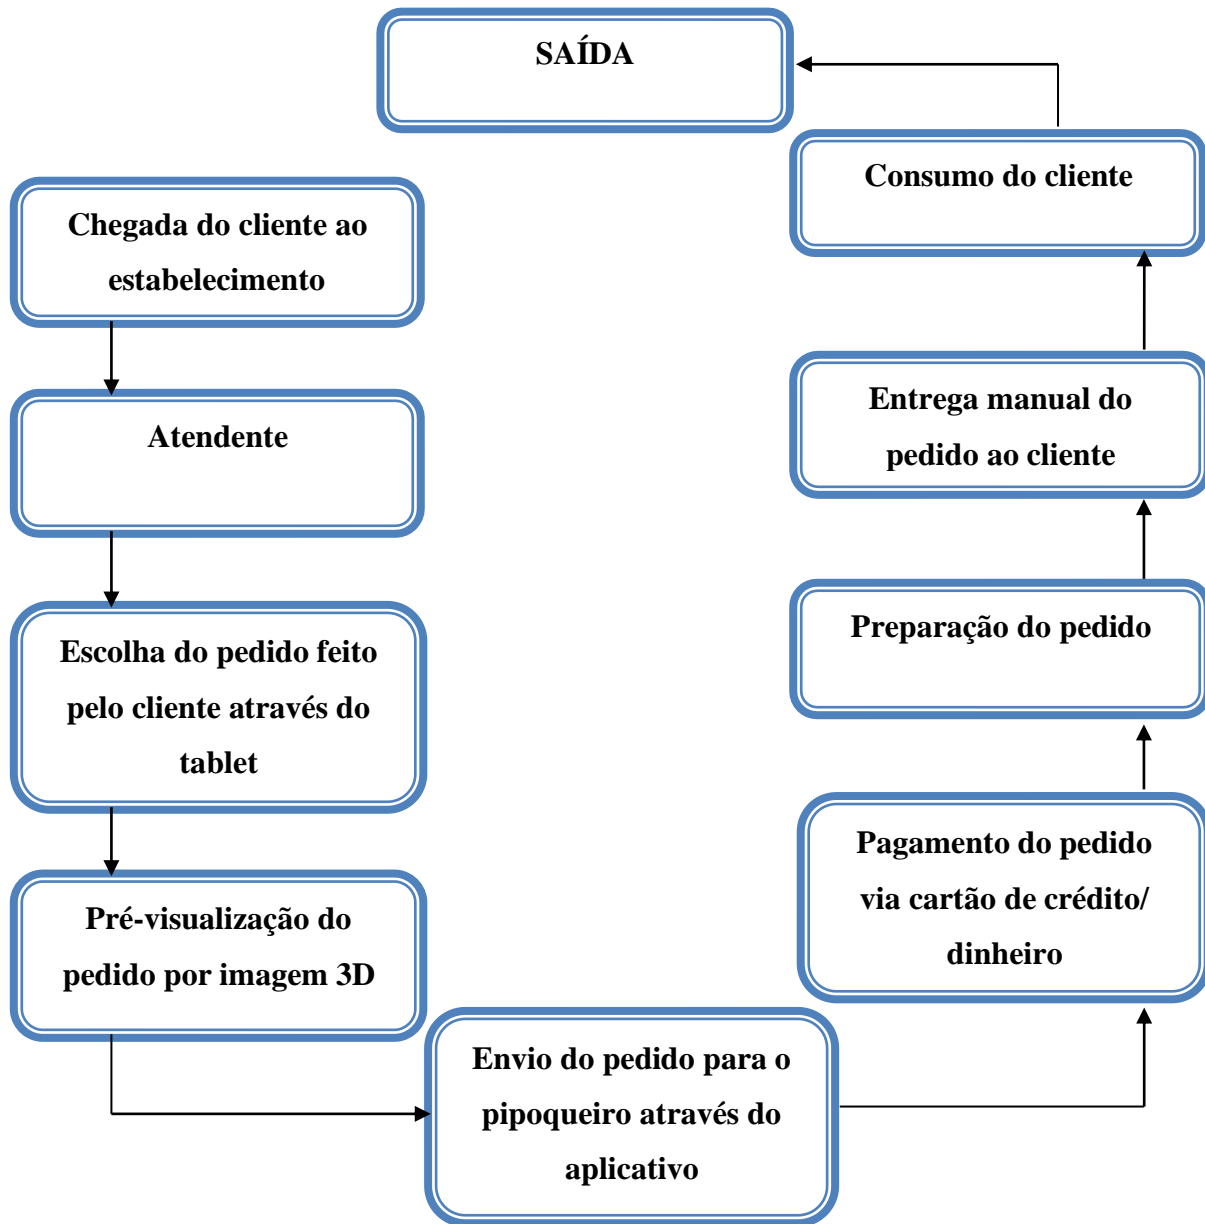 SAÍDA
Chegada do cliente ao
estabelecimento
Atendente
Escolha do pedido feito
pelo cliente através do
tablet
Pré-visualização do
pedido por imagem 3D
Envio do pedido para o
pipoqueiro através do
aplicativo
Pagamento do pedido
via cartão de crédito/
dinheiro
Preparação do pedido
Entrega manual do
pedido ao cliente
Consumo do cliente